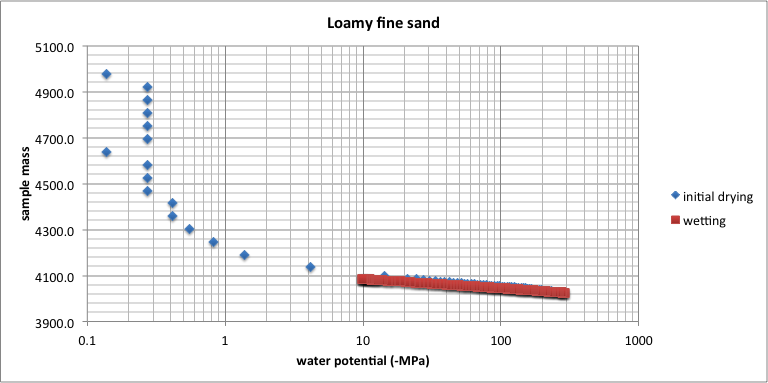 Loamy fine sand
5100.0
4900.0
4700.0
4500.0
4300.0
4100.0
3900.0
sample mass
0.1 1 10 100 1000
water potential (-MPa)
initial drying
wetting